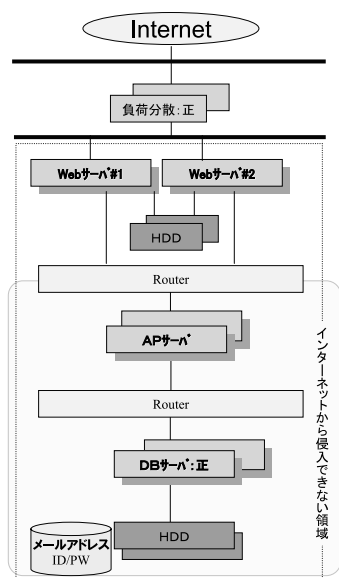 Internet
負荷分散:正
Webサーバ#1
Webサーバ#2
HDD
Router
APサーバ
Router
DBサーバ:正
HDD
メールアドレス
ID/PW
インターネットから侵入できない領域